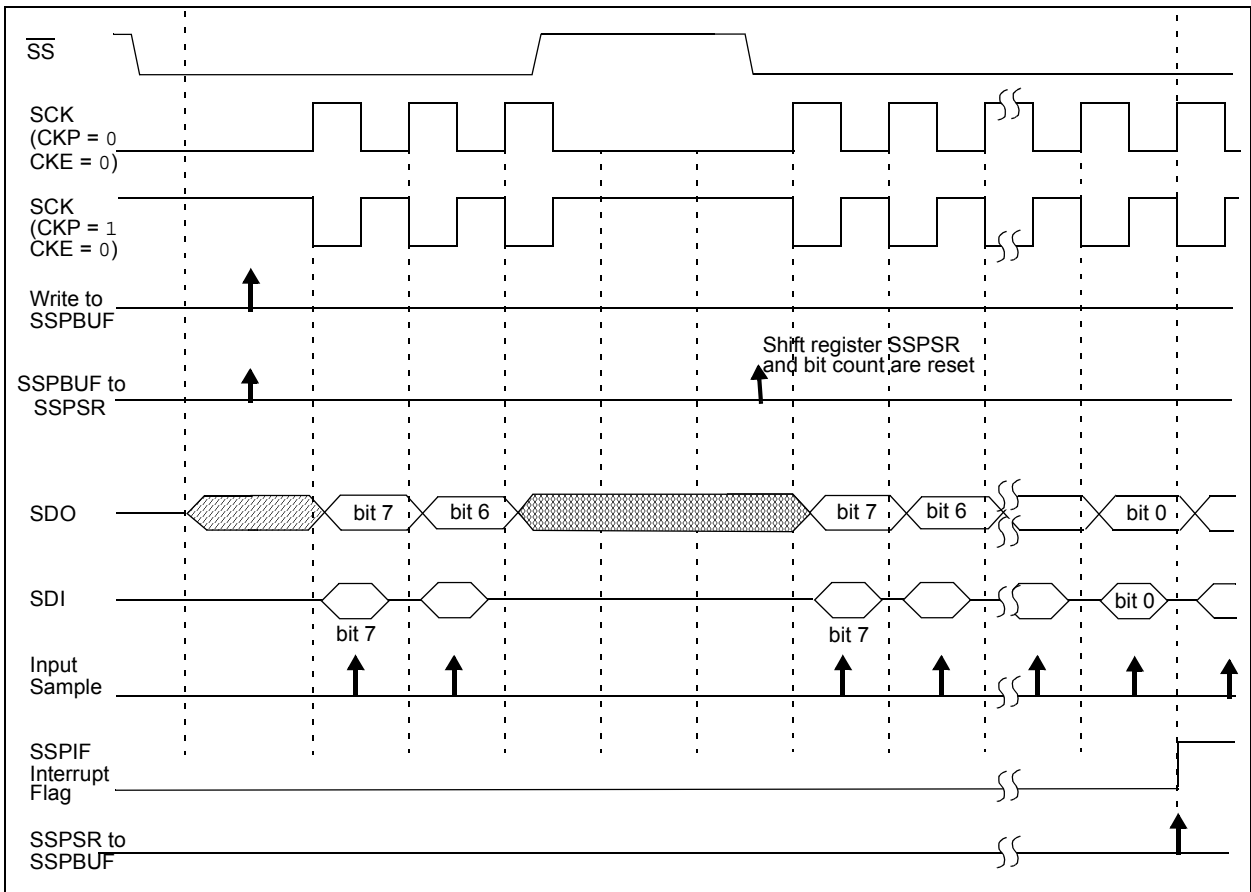 SS
SCK
(CKP = 0
CKE = 0)
SCK
(CKP = 1
CKE = 0)
Write to
SSPBUF
Shift register SSPSR
and bit count are reset
SSPBUF to
SSPSR
SDO
bit 7
bit 6
bit 7
bit 6
bit 0
SDI
bit 0
bit 7
bit 7
Input
Sample
SSPIF
Interrupt
Flag
SSPSR to
SSPBUF